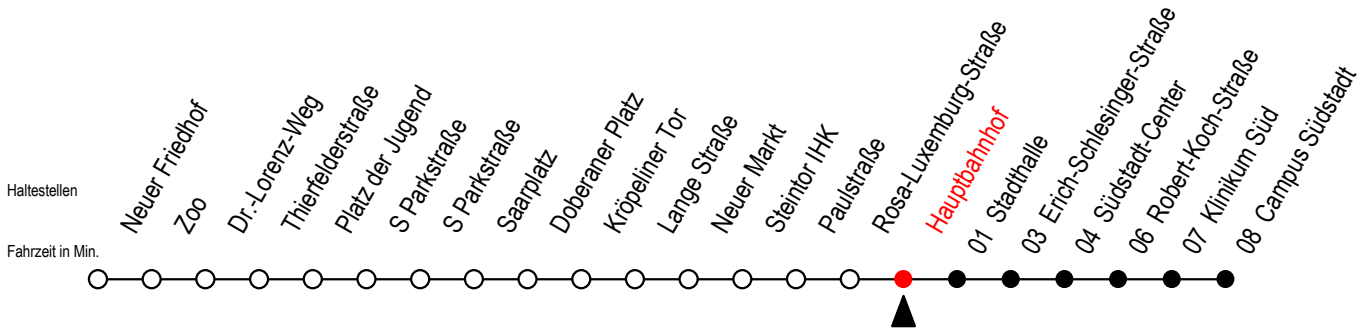 Haltestellen
Fahrzeit in Min.
Neuer Friedhof
Zoo
Dr.-Lorenz-Weg
Thierfelderstraße
Platz der Jugend
S Parkstraße
S Parkstraße
Saarplatz
Doberaner Platz
Kröpeliner Tor
Lange Straße
Neuer Markt
Steintor IHK
Paulstraße
Rosa-Luxemburg-Straße
Hauptbahnhof
01 Stadthalle
03 Erich-Schlesinger-Straße
04 Südstadt-Center
06 Robert-Koch-Straße
07 Klinikum Süd
08 Campus Südstadt